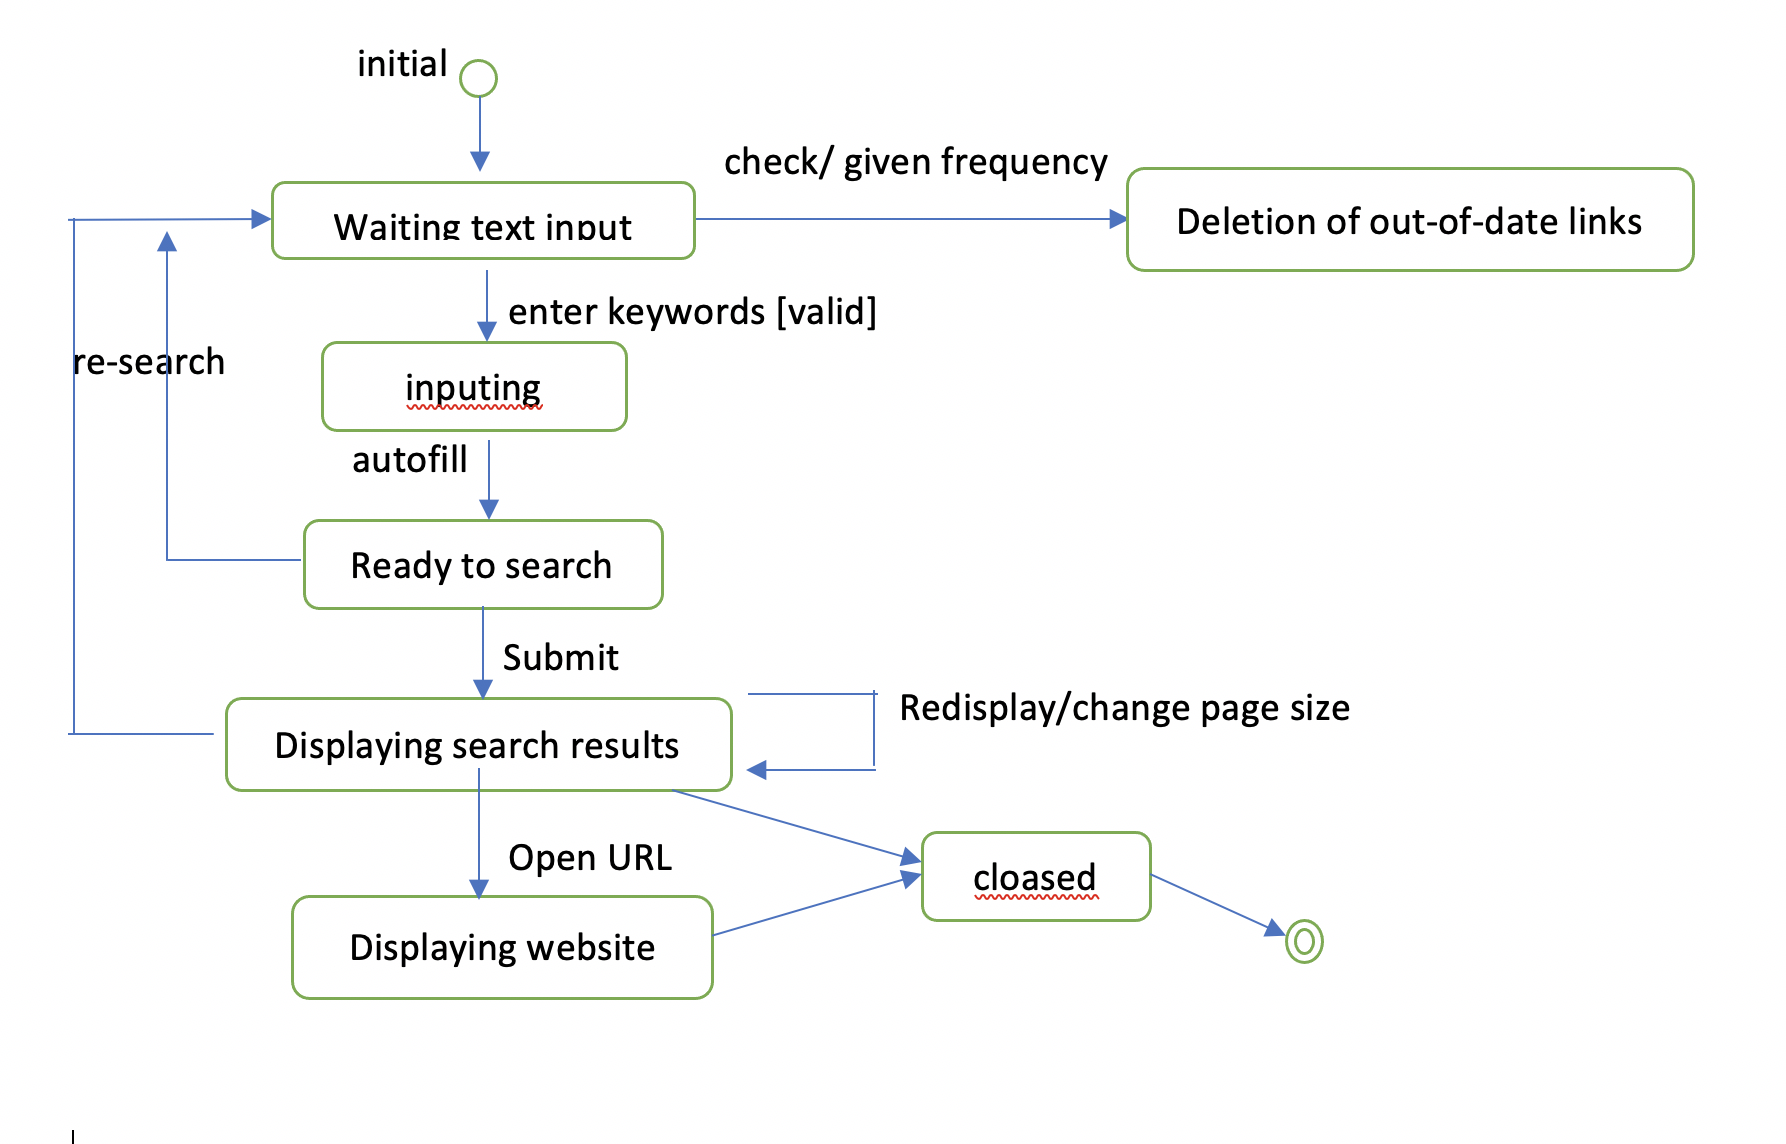 initial
check/ given frequency
Waiting text input
Deletion of out-of-date links
enter keywords [valid]
re-search
inputing
autofill
Ready to search
Submit
Redisplay/change page size
Displaying search results
Open URL
cloased
Displaying website